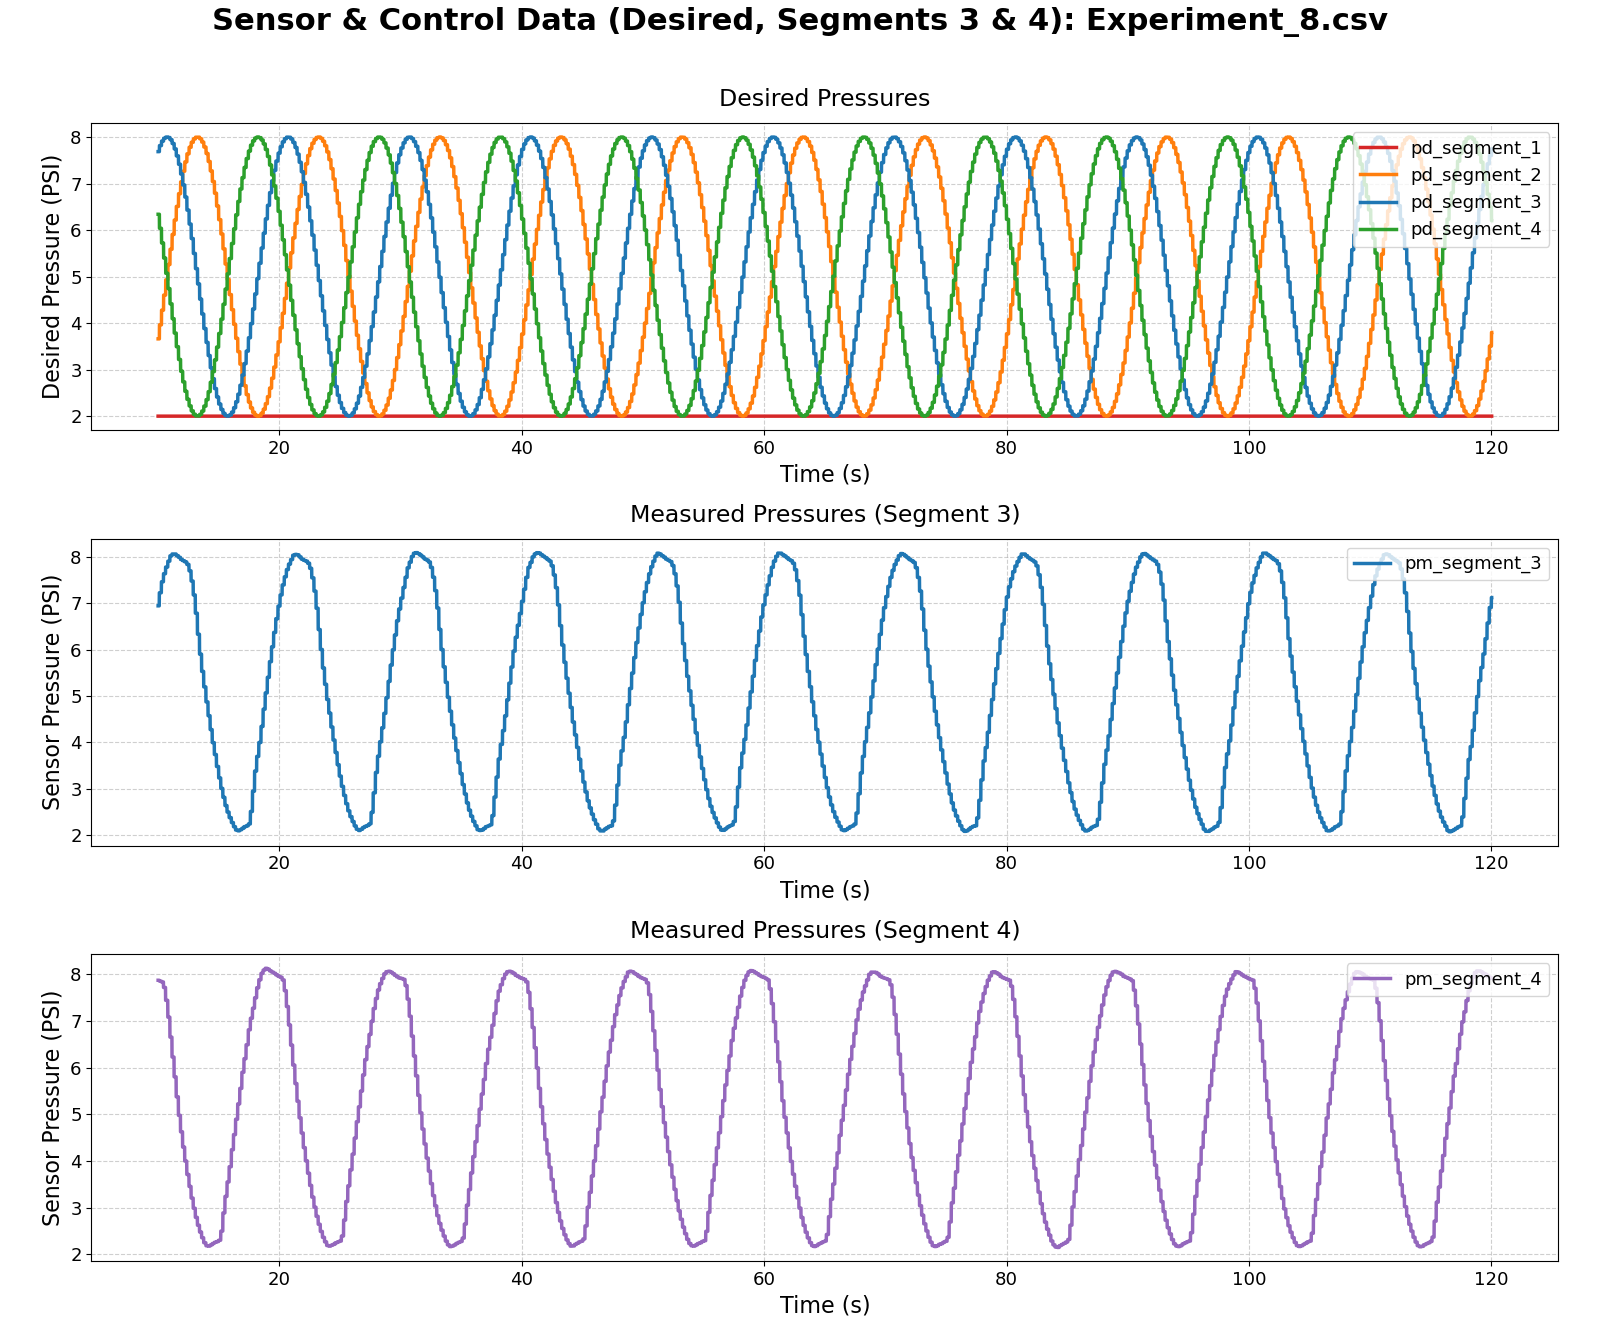 Sensor & Control Data (Desired, Segments 3 & 4): Experiment_8.csv
Desired Pressures
Desired Pressure (PSI)
8
7
6
5
4
3
2
pd_segment_1
pd_segment_2
pd_segment_3
pd_segment_4
20 40 60 80 100 120
Time (s)
Measured Pressures (Segment 3)
Sensor Pressure (PSI)
8
7
6
5
4
3
2
pm_segment_3
20 40 60 80 100 120
Time (s)
Measured Pressures (Segment 4)
Sensor Pressure (PSI)
8
7
6
5
4
3
2
pm_segment_4
20 40 60 80 100 120
Time (s)